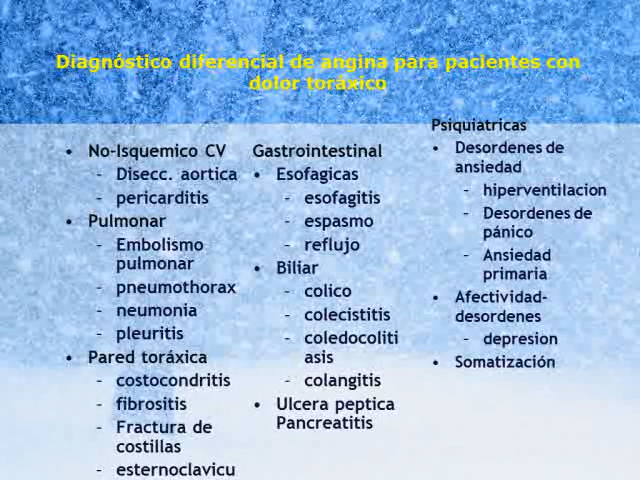 Diagnóstico diferencial de angina para pacientes con
dolor toráxico
• No-Isquemico CV
– Disecc. aortica
– pericarditis
• Pulmonar
– Embolismo
pulmonar
– pneumothorax
– neumonia
– pleuritis
• Pared toráxica
– costocondritis
– fibrositis
– Fractura de
costillas
– esternoclavicu
Gastrointestinal
• Esofagicas
– esofagitis
– espasmo
– reflujo
• Biliar
– colico
– colecistitis
– coledocoliti
asis
– colangitis
• Ulcera peptica
Pancreatitis
Psiquiatricas
• Desordenes de
ansiedad
– hiperventilacion
– Desordenes de
pánico
– Ansiedad
primaria
• Afectividad-
desordenes
– depresion
• Somatización